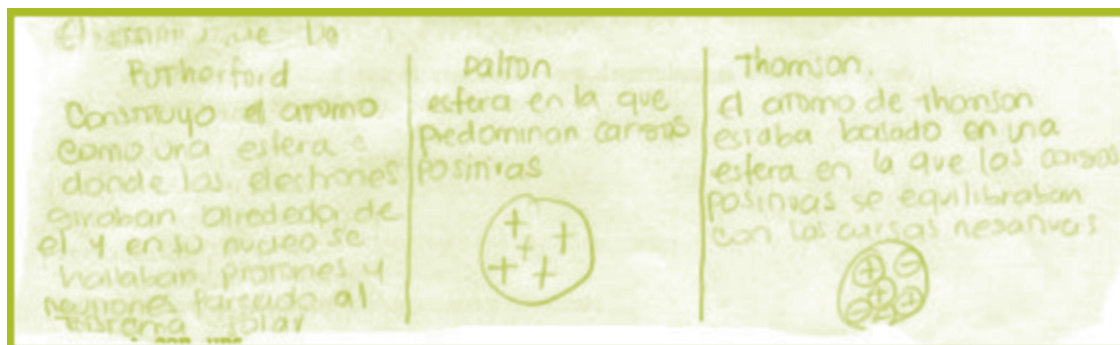 El
Rutherford
Construyo el atomo
como una esfera
donde los electrones
giraban alrededa de
el y en su nucleo se
hallaban protones y
neutrones Parecido al
sistema solar
Dalton
esfera en la que
predominan cargas
positivas
+ + + + +
Thomson.
el atomo de Thomson
estaba basado en una
esfera en la que las cargas
positivas se equilibraban
con las cargas negativas